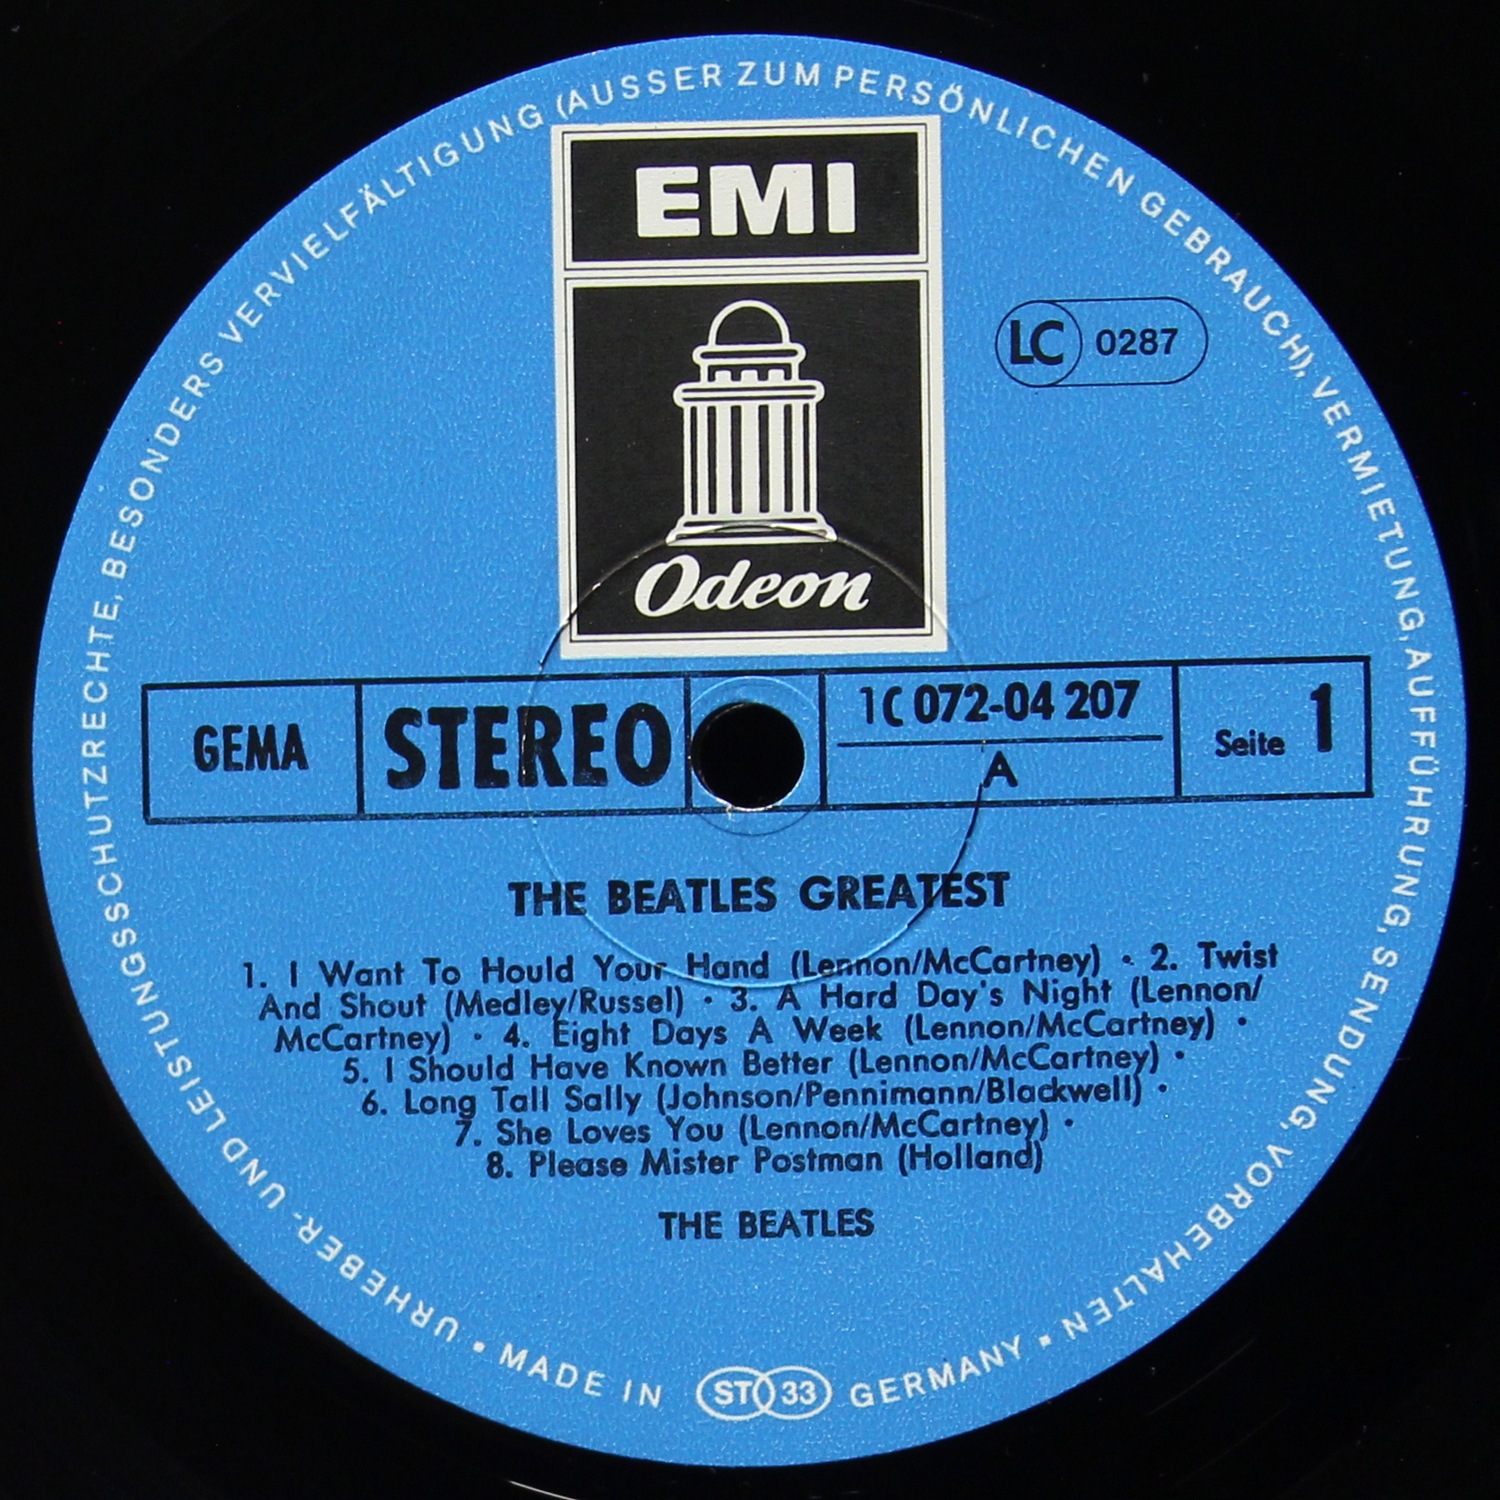 URHEBER- UND LEISTUNGSSCHUTZRECHTE, BESONDERS VERVIELFÄLTIGUNG (AUSSER ZUM PERSÖNLICHEN GEBRAUCH), VERMIETUNG, AUFFÜHRUNG, SENDUNG, VORBEHALTEN •
EMI
LC 0287
Odeon
GEMA
STEREO
1C 072-04 207
A
Seite 1
THE BEATLES GREATEST
1. I Want To Hould Your Hand (Lennon/McCartney) • 2. Twist
And Shout (Medley/Russel) • 3. A Hard Day's Night (Lennon/
McCartney) • 4. Eight Days A Week (Lennon/McCartney) •
5. I Should Have Known Better (Lennon/McCartney) •
6. Long Tall Sally (Johnson/Pennimann/Blackwell) •
7. She Loves You (Lennon/McCartney) •
8. Please Mister Postman (Holland)
THE BEATLES
• MADE IN ST 33 GERMANY